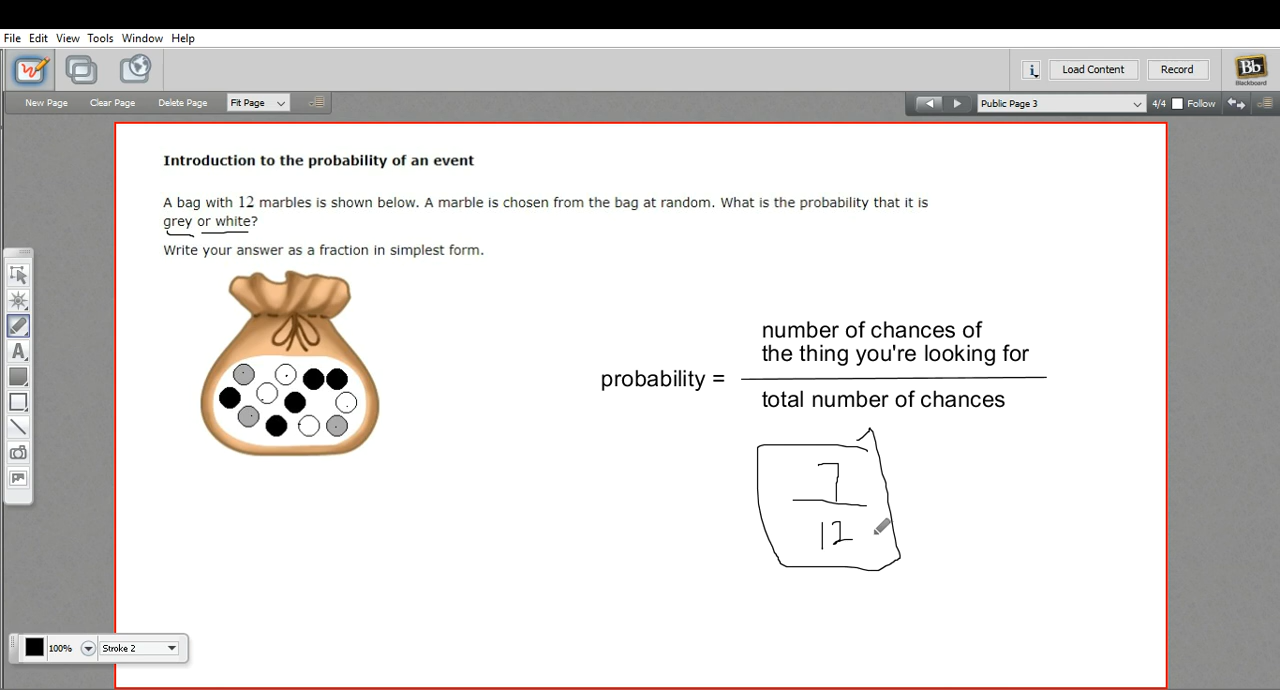 File Edit View Tools Window Help
i Load Content Record Bb
Blackboard
New Page Clear Page Delete Page Fit Page Public Page 3 4/4 Follow
Introduction to the probability of an event
A bag with 12 marbles is shown below. A marble is chosen from the bag at random. What is the probability that it is
grey or white?
Write your answer as a fraction in simplest form.
A
number of chances of
the thing you're looking for
probability =
total number of chances
7
12
100% Stroke 2